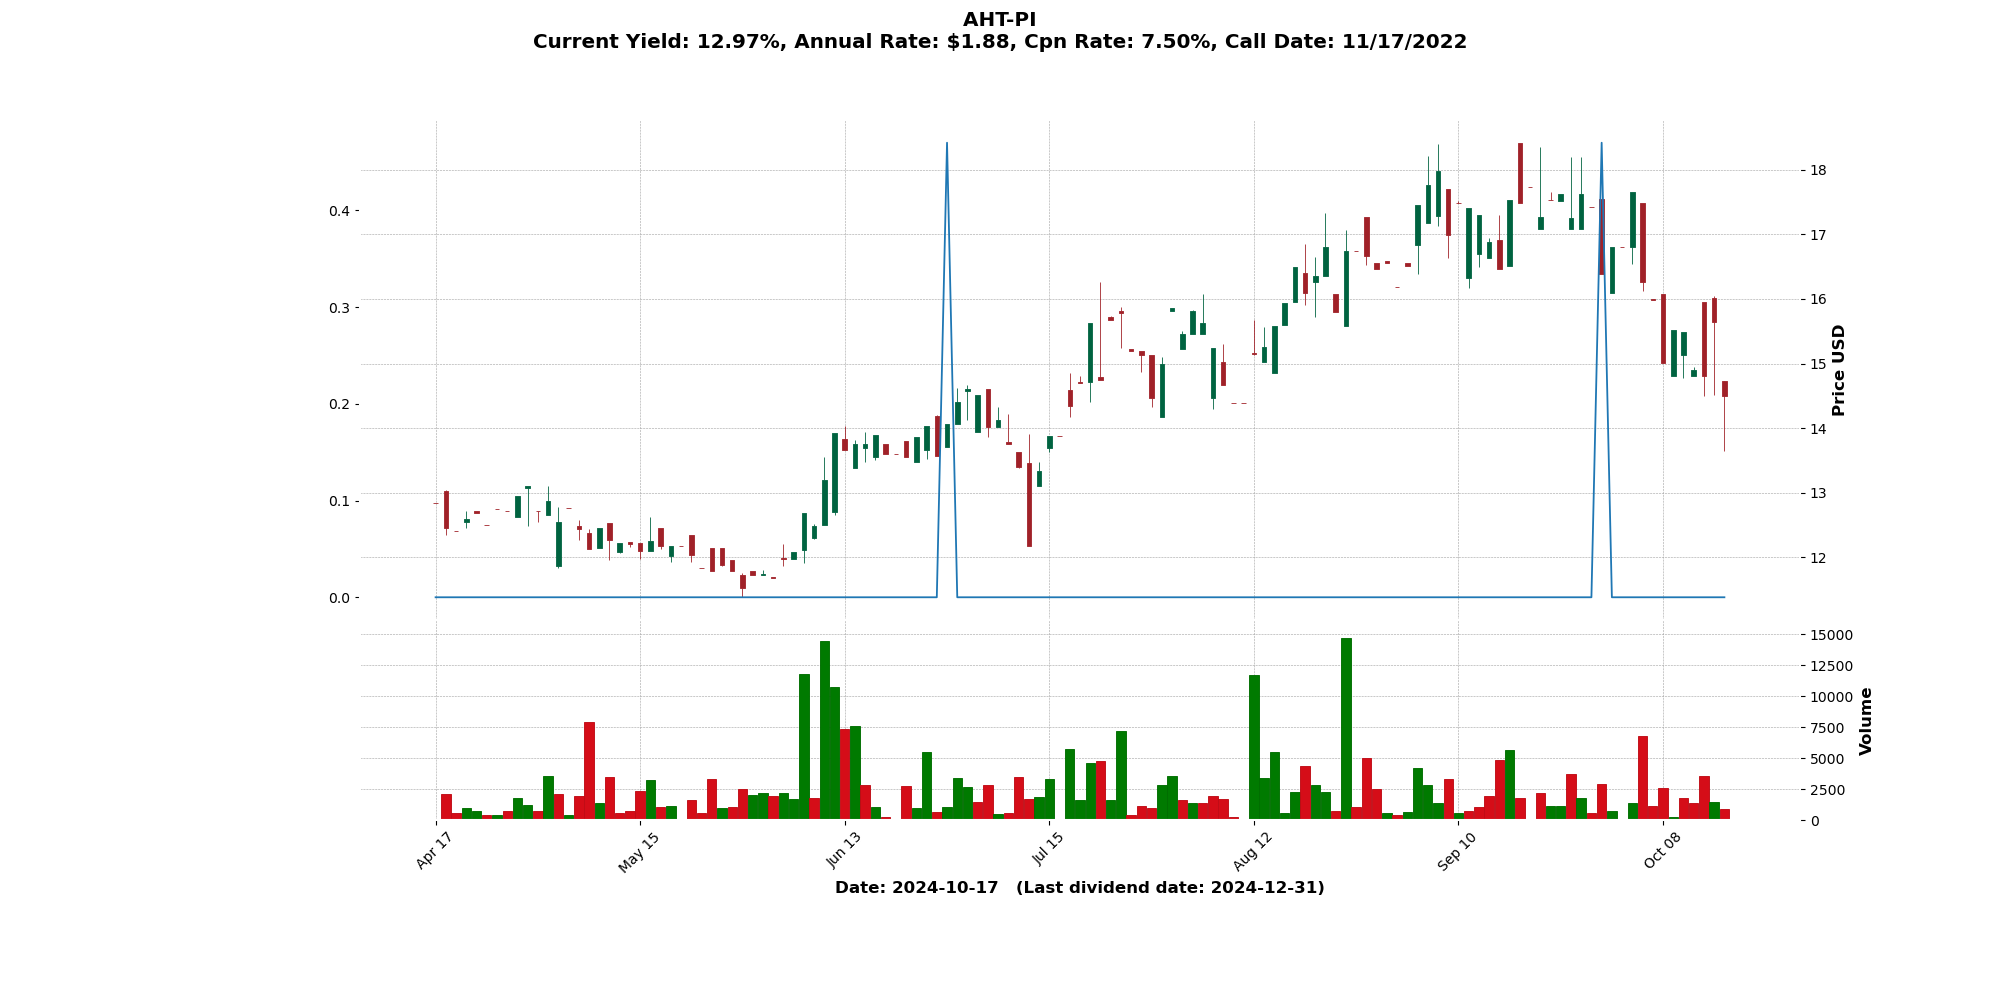 AHT-PI
Current Yield: 12.97%, Annual Rate: $1.88, Cpn Rate: 7.50%, Call Date: 11/17/2022
0.4
0.3
0.2
0.1
0.0
18
17
16
15
14
13
12
Price USD
15000
12500
10000
7500
5000
2500
0
Volume
Apr 17
May 15
Jun 13
Jul 15
Aug 12
Sep 10
Oct 08
Date: 2024-10-17   (Last dividend date: 2024-12-31)